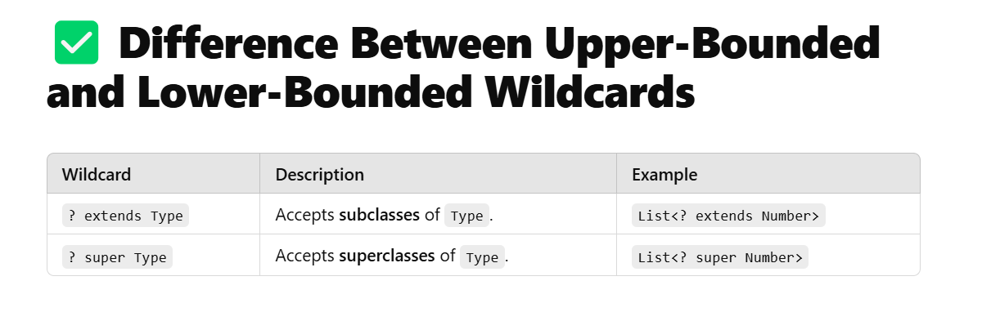 ✅ Difference Between Upper-Bounded
and Lower-Bounded Wildcards
Wildcard Description Example
? extends Type Accepts subclasses of Type. List<? extends Number>
? super Type Accepts superclasses of Type. List<? super Number>